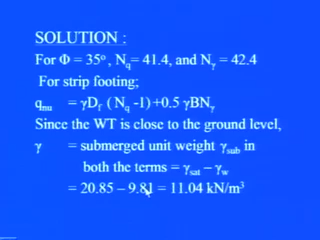 SOLUTION :
For Φ = 35°, Nq= 41.4, and Nγ = 42.4
For strip footing;
qnu = γDf ( Nq -1)+0.5 γBNγ
Since the WT is close to the ground level,
γ = submerged unit weight γsub in
both the terms = γsat – γw
= 20.85 – 9.81 = 11.04 kN/m³